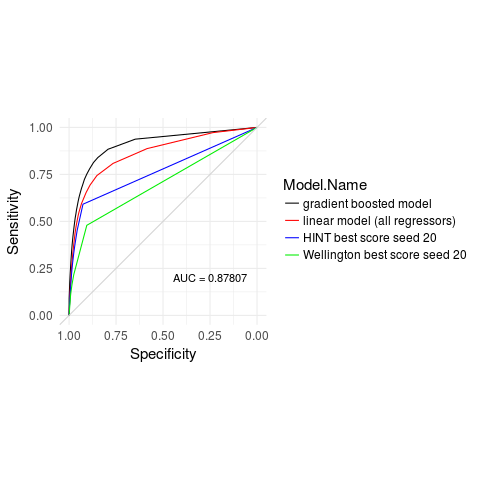 1.00
0.75
0.50
0.25
0.00
Sensitivity
AUC = 0.87807
1.00 0.75 0.50 0.25 0.00
Specificity
Model.Name
gradient boosted model
linear model (all regressors)
HINT best score seed 20
Wellington best score seed 20